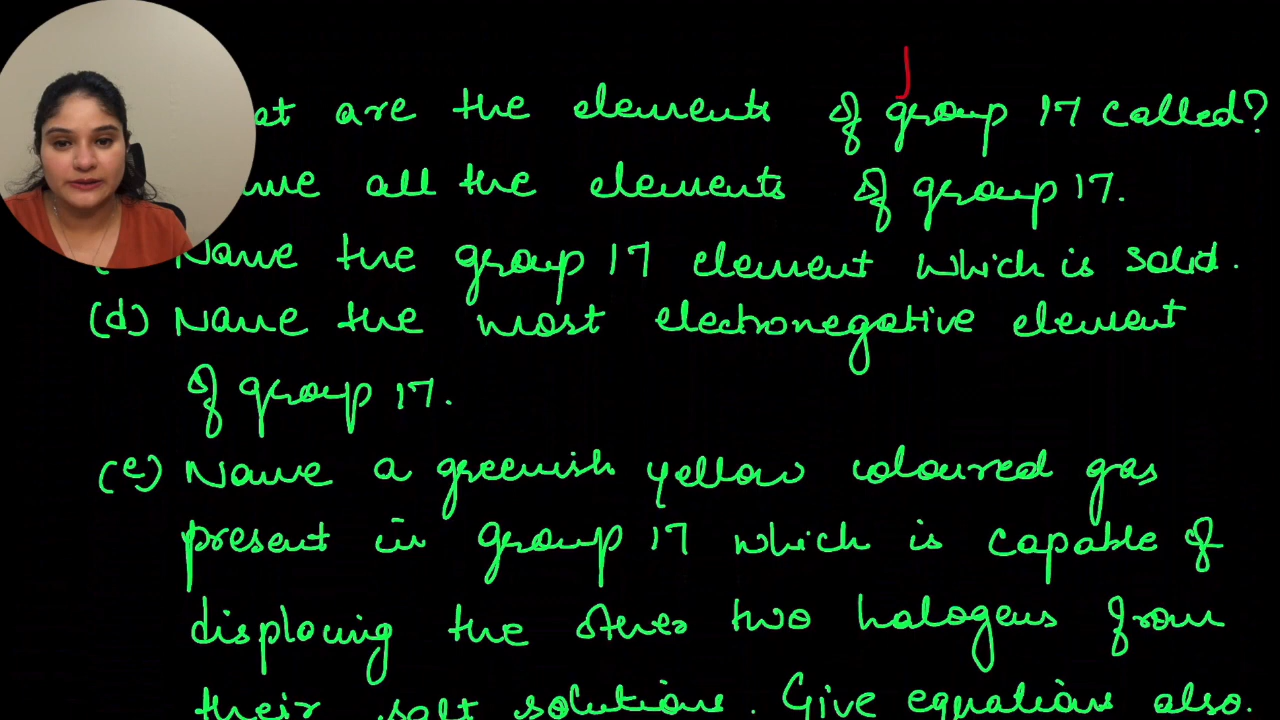 are the elements of group 17 called?
all the elements of group 17.
Name the group 17 element which is solid.
(d) Name the most electronegative element
of group 17.
(e) Name a greenish yellow coloured gas
present in group 17 which is capable of
displacing the other two halogens from
their salt solutions. Give equations also.